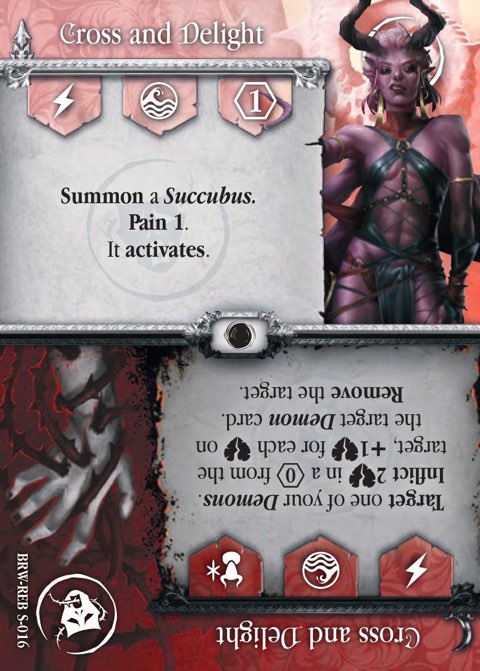 Cross and Delight
1
Summon a Succubus.
Pain 1.
It activates.
Cross and Delight
Target one of your Demons.
Inflict 2 in a 0 from the
target, +1 for each on
the target Demon card.
Remove the target.
BRW-REB S-016